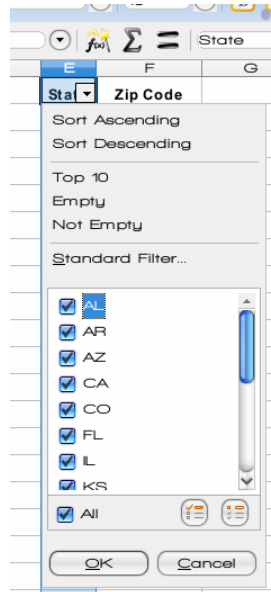 State
E F G
Stat Zip Code
Sort Ascending
Sort Descending
Top 10
Empty
Not Empty
Standard Filter...
AL
AR
AZ
CA
CO
FL
IL
KS
All
OK Cancel